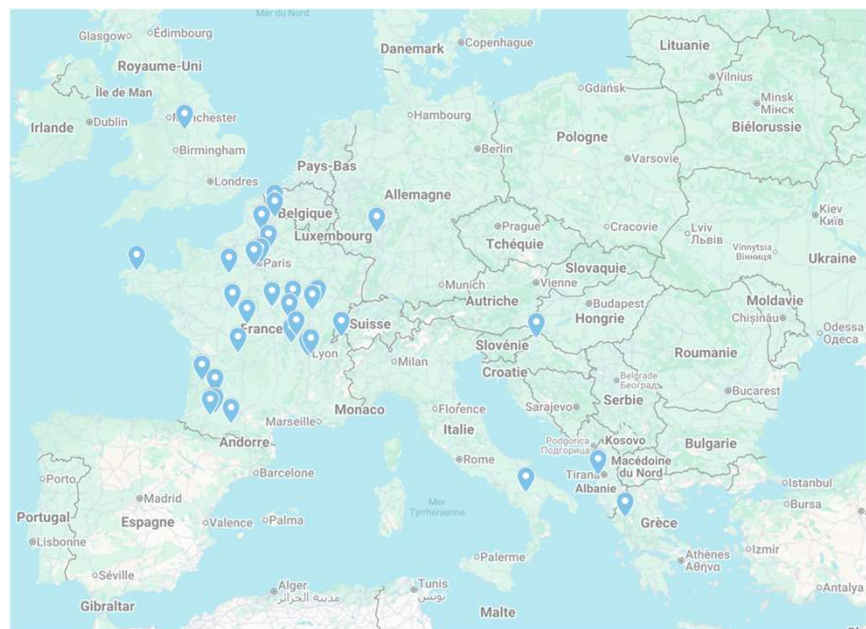 Mer du Nord
Glasgow
Édimbourg
Danemark
Copenhague
Lituanie
Royaume-Uni
Vilnius
Île de Man
Gdańsk
Minsk
Мінск
Irlande
Dublin
Hambourg
Biélorussie
Birmingham
Pays-Bas
Berlin
Pologne
Varsovie
Londres
Allemagne
Belgique
Prague
Cracovie
Kiev
Київ
Luxembourg
Tchéquie
Lviv
Львів
Vinnytsia
Вінниця
Ukraine
Paris
Slovaquie
Munich
Vienne
Autriche
Budapest
Moldavie
Chișinău
Suisse
Hongrie
Odessa
Одеса
France
Lyon
Slovénie
Roumanie
Milan
Croatie
Belgrade
Београд
Bucarest
Monaco
Serbie
Marseille
Florence
Sarajevo
Andorre
Italie
Podgorica
Подгорица
Kosovo
Bulgarie
Barcelone
Rome
Macédoine
du Nord
Tirana
Albanie
Istanbul
Porto
Madrid
Bursa
Portugal
Espagne
Valence
Palma
Mer
Tyrrhénienne
Grèce
Lisbonne
Athènes
Αθήνα
Izmir
Palerme
Séville
Alger
مدينة الجزائر
Tunis
تونس
Antalya
Gibraltar
Malte